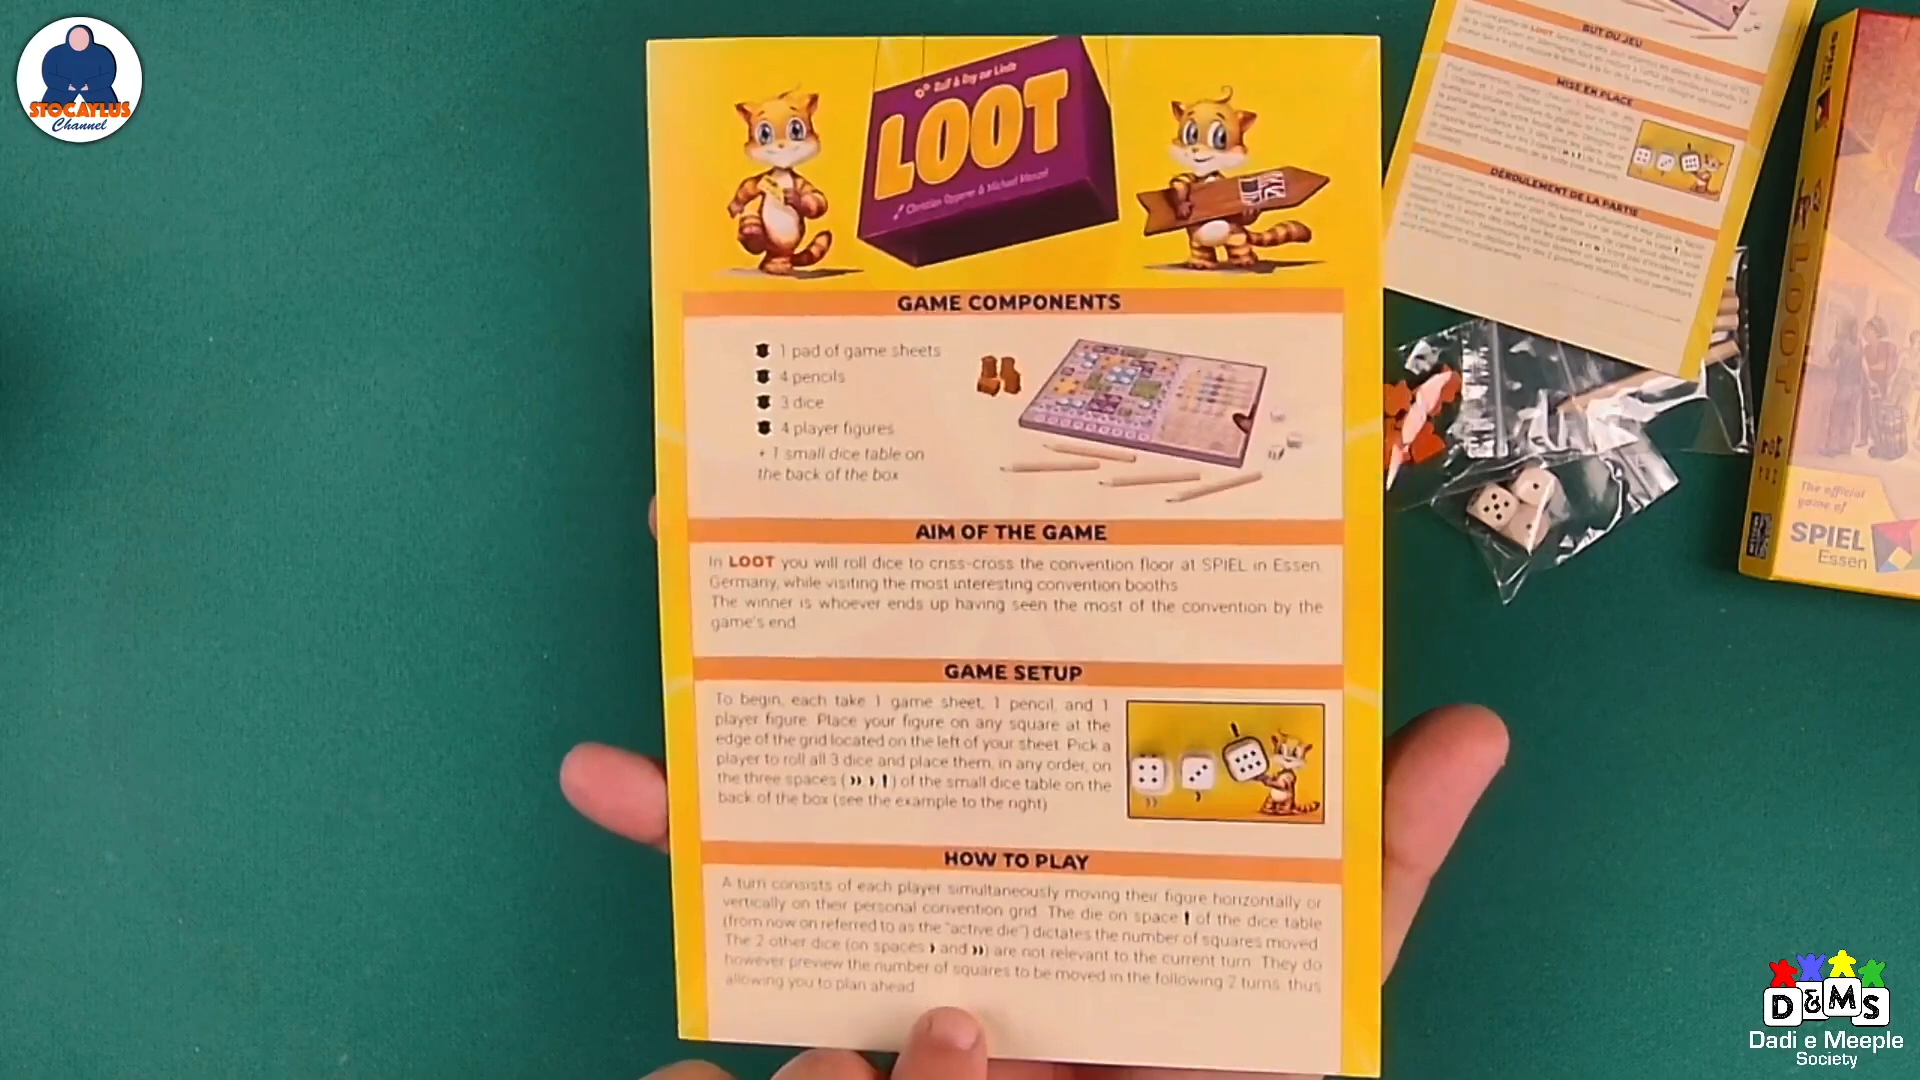 STOCAYLUS
Channel
LOOT
GAME COMPONENTS
1 pad of game sheets
4 pencils
3 dice
4 player figures
+ 1 small dice table on
the back of the box
AIM OF THE GAME
In LOOT you will roll dice to criss-cross the convention floor at SPIEL in Essen,
Germany, while visiting the most interesting convention booths.
The winner is whoever ends up having seen the most of the convention by the
game's end.
GAME SETUP
To begin, each take 1 game sheet, 1 pencil, and 1
player figure. Place your figure on any square at the
edge of the grid located on the left of your sheet. Pick a
player to roll all 3 dice and place them, in any order, on
the three spaces (》》 》 !) of the small dice table on the
back of the box (see the example to the right).
HOW TO PLAY
A turn consists of each player simultaneously moving their figure horizontally or
vertically on their personal convention grid. The die on space ! of the dice table
(from now on referred to as the "active die") dictates the number of squares moved.
The 2 other dice (on spaces 》 and 》》) are not relevant to the current turn. They do
however preview the number of squares to be moved in the following 2 turns, thus
allowing you to plan ahead.
BUT DU JEU
MISE EN PLACE
DÉROULEMENT DE LA PARTIE
LOOT
The official
game of
SPIEL
Essen
D&MS
Dadi e Meeple
Society